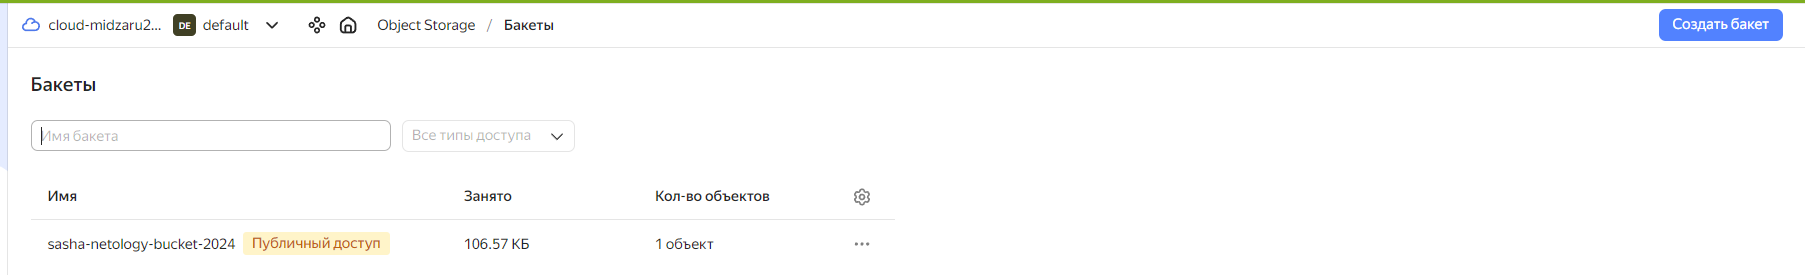 cloud-midzaru2... DE default Object Storage / Бакеты Создать бакет
Бакеты
Имя бакета Все типы доступа
Имя Занято Кол-во объектов
sasha-netology-bucket-2024 Публичный доступ 106.57 КБ 1 объект